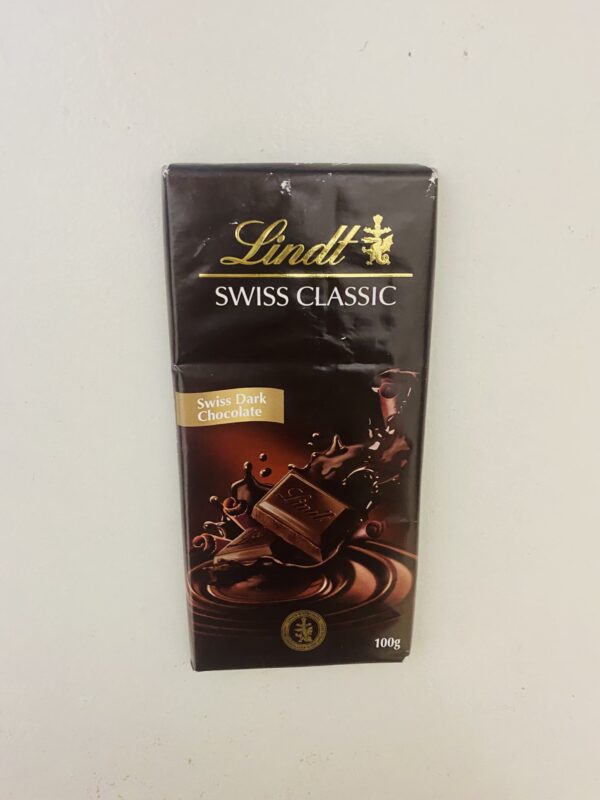 Lindt
SWISS CLASSIC
Swiss Dark
Chocolate
Lindt
100g